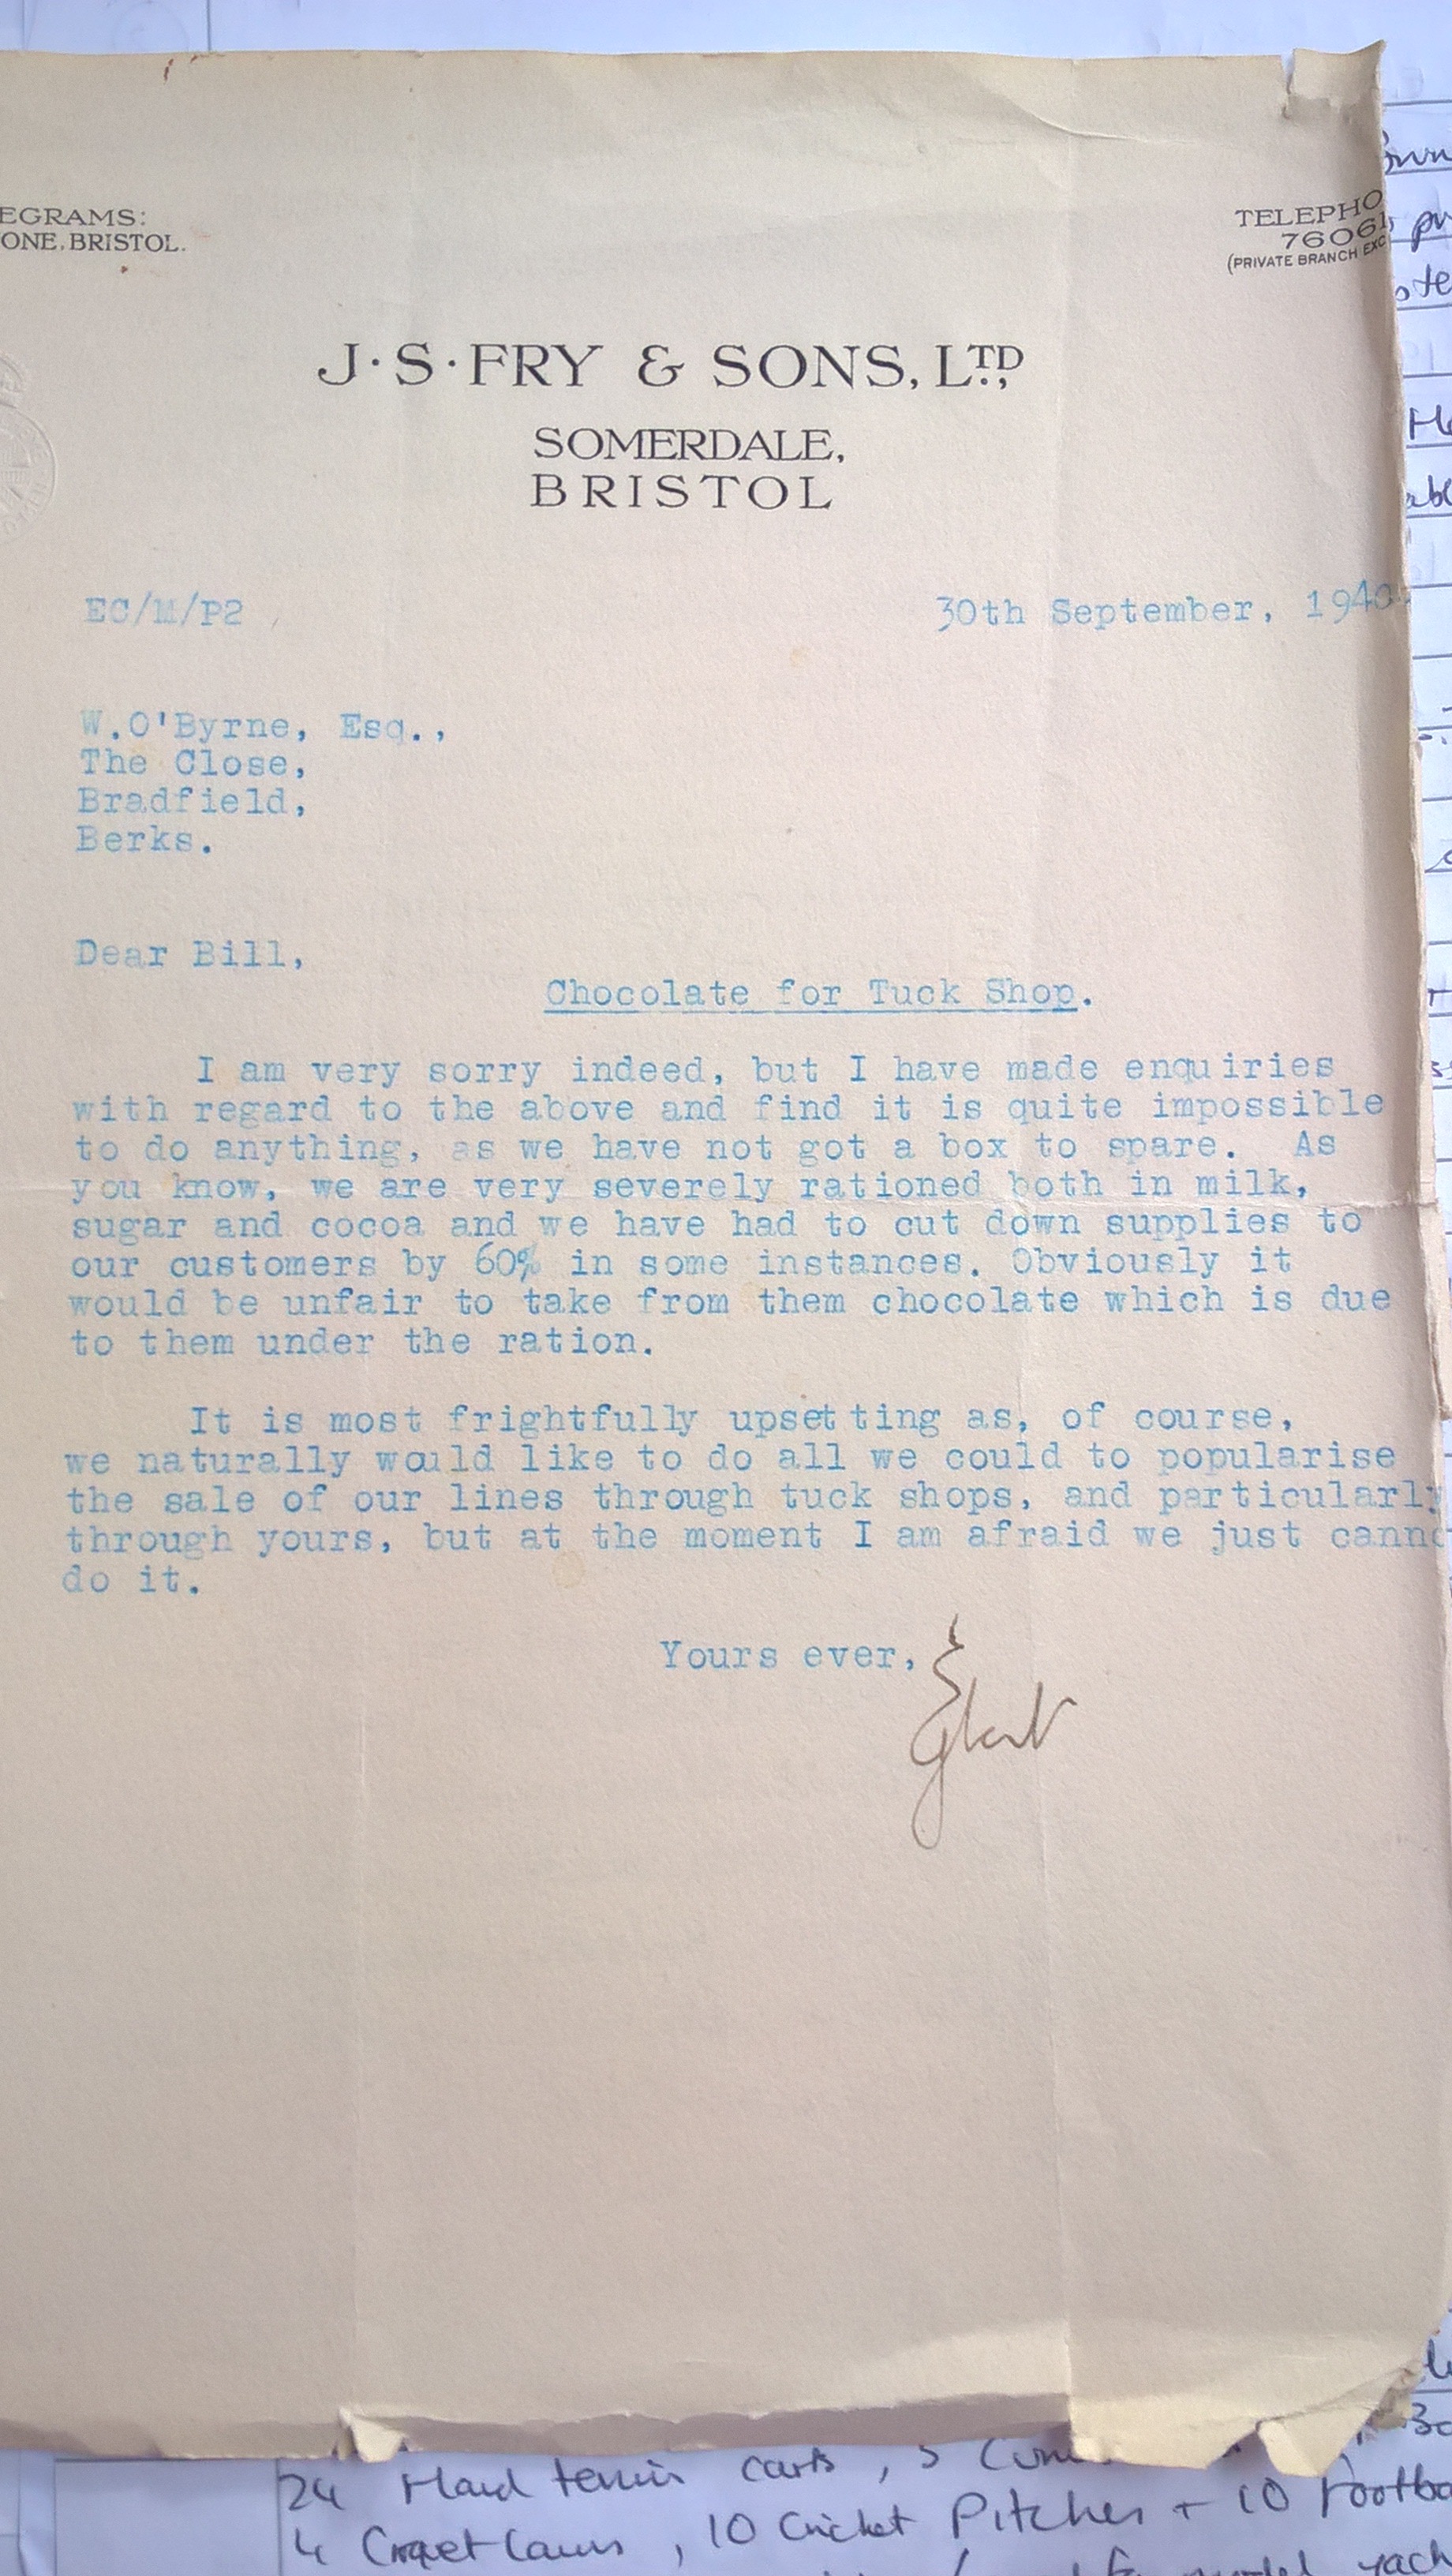 EGRAMS:
ONE, BRISTOL.
TELEPHO
76061
(PRIVATE BRANCH EXC
J·S·FRY & SONS, LTD.,
SOMERDALE,
BRISTOL
EC/M/P2
30th September, 1940.
W.O'Byrne, Esq.,
The Close,
Bradfield,
Berks.
Dear Bill,
Chocolate for Tuck Shop.
I am very sorry indeed, but I have made enquiries
with regard to the above and find it is quite impossible
to do anything, as we have not got a box to spare. As
you know, we are very severely rationed both in milk,
sugar and cocoa and we have had to cut down supplies to
our customers by 60% in some instances. Obviously it
would be unfair to take from them chocolate which is due
to them under the ration.
It is most frightfully upsetting as, of course,
we naturally would like to do all we could to popularise
the sale of our lines through tuck shops, and particularly
through yours, but at the moment I am afraid we just canno
do it.
Yours ever,
24 Hard tennis carts, 5
4 Croquet Lawns, 10 Cricket Pitches + 10 Footba
model yach